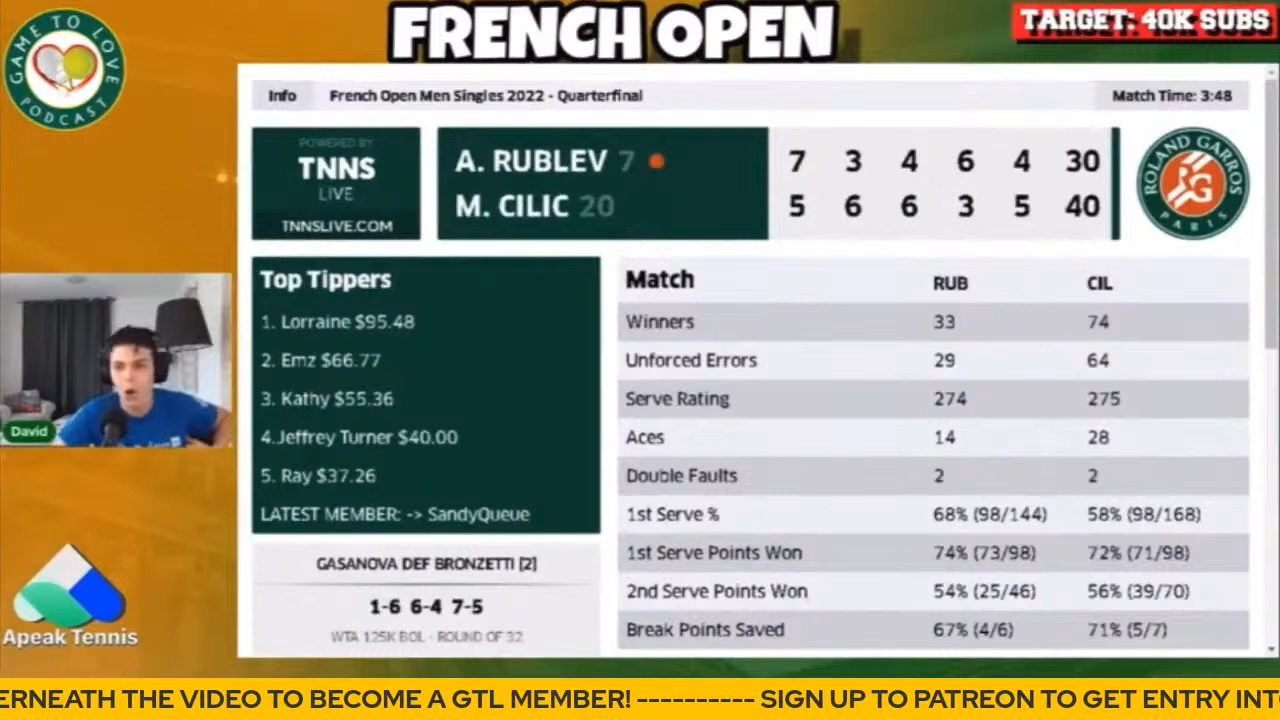 FRENCH OPEN
TARGET: 40K SUBS
GAME TO LOVE
PODCAST
Info French Open Men Singles 2022 - Quarterfinal Match Time: 3:48
POWERED BY
TNNS
LIVE
TNNSLIVE.COM
A. RUBLEV 7 7 3 4 6 4 30
M. CILIC 20 5 6 6 3 5 40
ROLAND GARROS
RG
PARIS
Top Tippers
1. Lorraine $95.48
2. Emz $66.77
3. Kathy $55.36
4.Jeffrey Turner $40.00
5. Ray $37.26
LATEST MEMBER: -> SandyQueue
GASANOVA DEF BRONZETTI [2]
1-6 6-4 7-5
WTA 125K BOL - ROUND OF 32
Match RUB CIL
Winners 33 74
Unforced Errors 29 64
Serve Rating 274 275
Aces 14 28
Double Faults 2 2
1st Serve % 68% (98/144) 58% (98/168)
1st Serve Points Won 74% (73/98) 72% (71/98)
2nd Serve Points Won 54% (25/46) 56% (39/70)
Break Points Saved 67% (4/6) 71% (5/7)
David
Apeak Tennis
ERNEATH THE VIDEO TO BECOME A GTL MEMBER! ---------- SIGN UP TO PATREON TO GET ENTRY INT